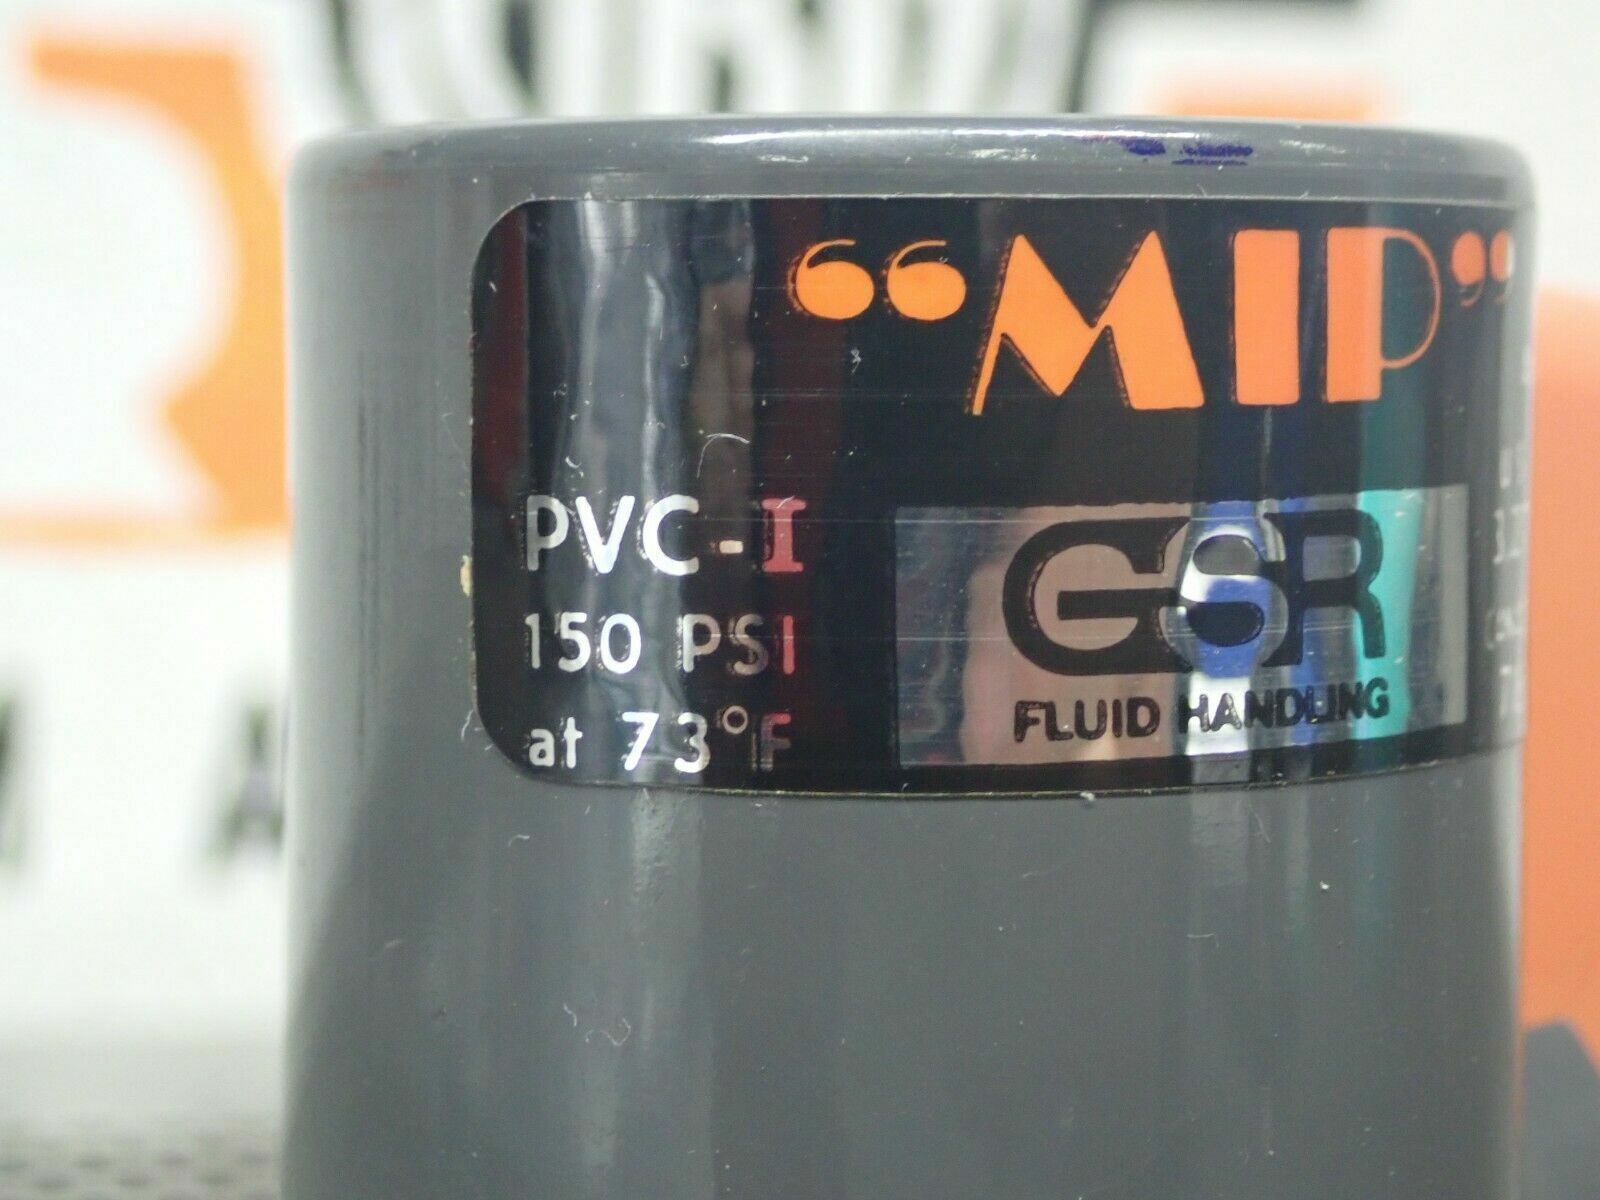 “MIP”
PVC-I
150 PSI
at 73°F
GSR
FLUID HANDLING